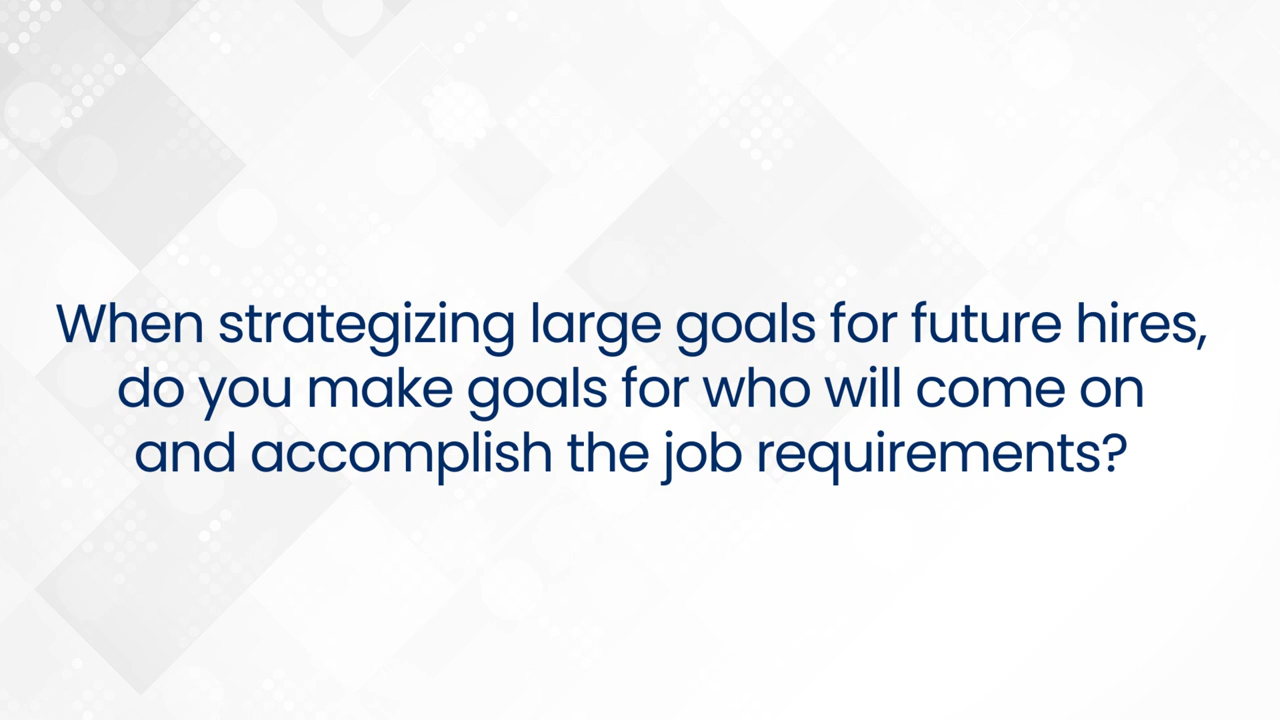 When strategizing large goals for future hires,
do you make goals for who will come on
and accomplish the job requirements?